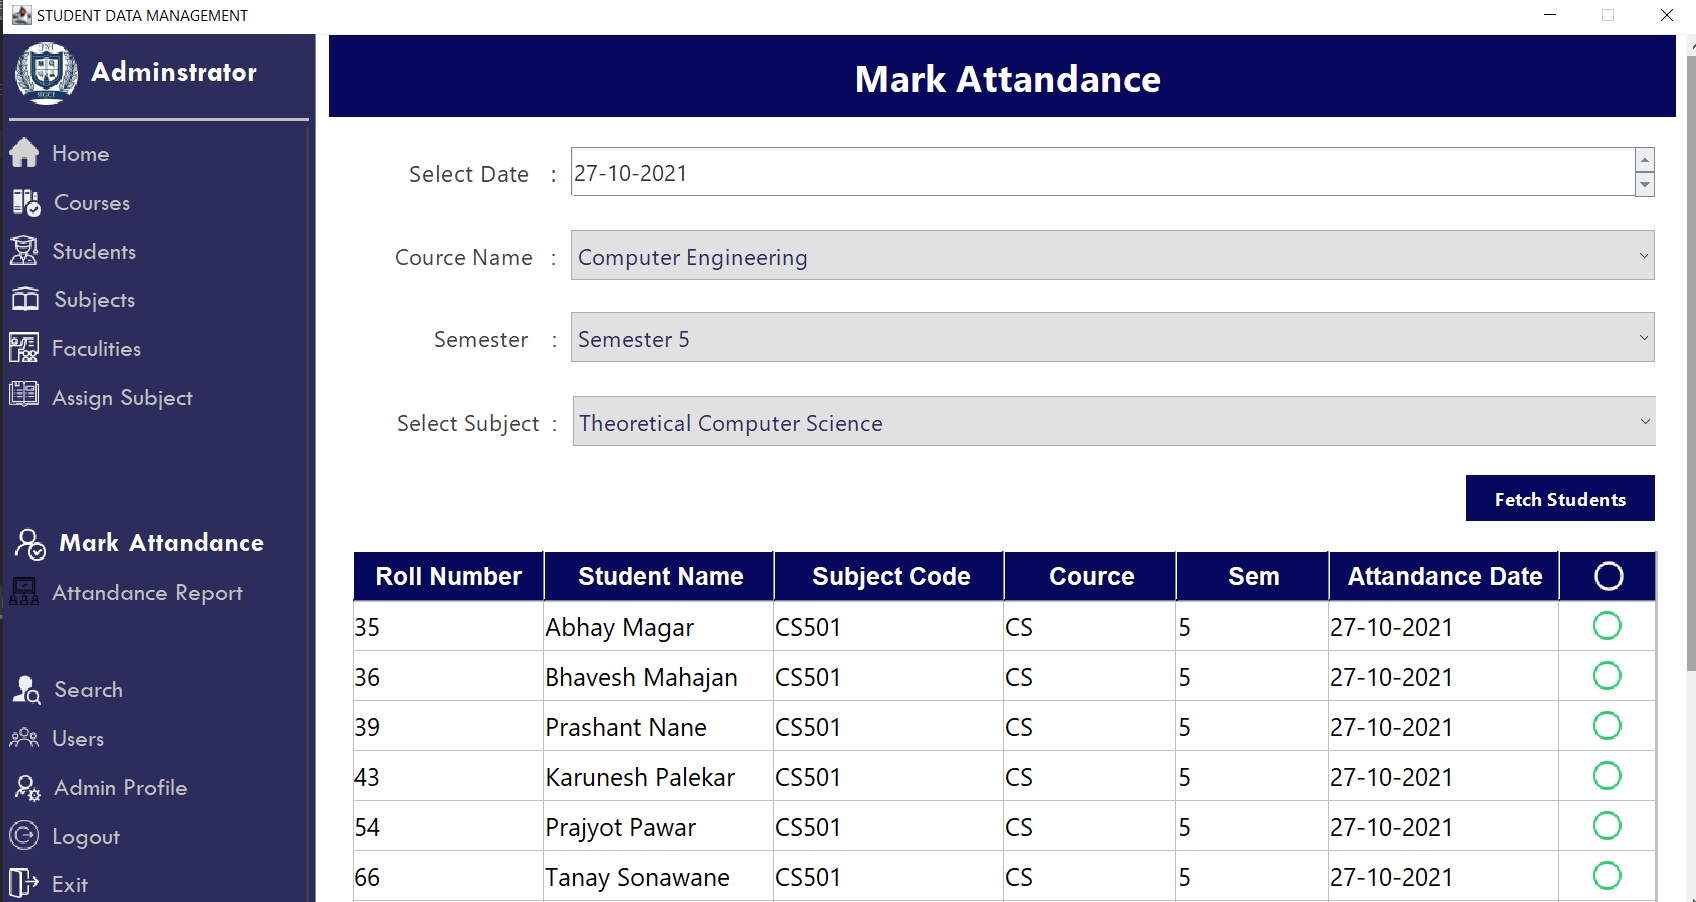 STUDENT DATA MANAGEMENT
Adminstrator
Home
Courses
Students
Subjects
Faculities
Assign Subject
Mark Attandance
Attandance Report
Search
Users
Admin Profile
Logout
Exit
Mark Attandance
Select Date : 27-10-2021
Cource Name : Computer Engineering
Semester : Semester 5
Select Subject : Theoretical Computer Science
Fetch Students
Roll Number Student Name Subject Code Cource Sem Attandance Date
35 Abhay Magar CS501 CS 5 27-10-2021
36 Bhavesh Mahajan CS501 CS 5 27-10-2021
39 Prashant Nane CS501 CS 5 27-10-2021
43 Karunesh Palekar CS501 CS 5 27-10-2021
54 Prajyot Pawar CS501 CS 5 27-10-2021
66 Tanay Sonawane CS501 CS 5 27-10-2021